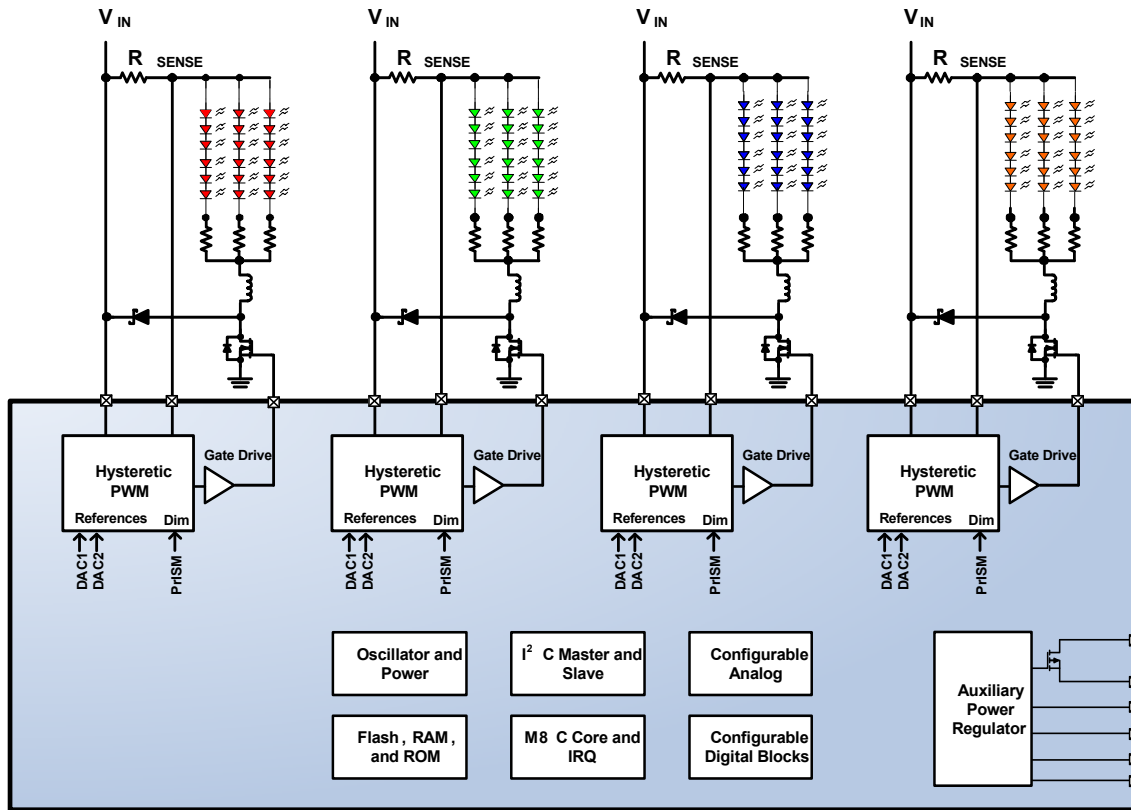 V IN
V IN
V IN
V IN
R SENSE
R SENSE
R SENSE
R SENSE
Gate Drive
Gate Drive
Gate Drive
Gate Drive
Hysteretic
PWM
References Dim
DAC1
DAC2
PrISM
Hysteretic
PWM
References Dim
DAC1
DAC2
PrISM
Hysteretic
PWM
References Dim
DAC1
DAC2
PrISM
Hysteretic
PWM
References Dim
DAC1
DAC2
PrISM
Oscillator and
Power
I² C Master and
Slave
Configurable
Analog
Flash , RAM ,
and ROM
M8 C Core and
IRQ
Configurable
Digital Blocks
Auxiliary
Power
Regulator